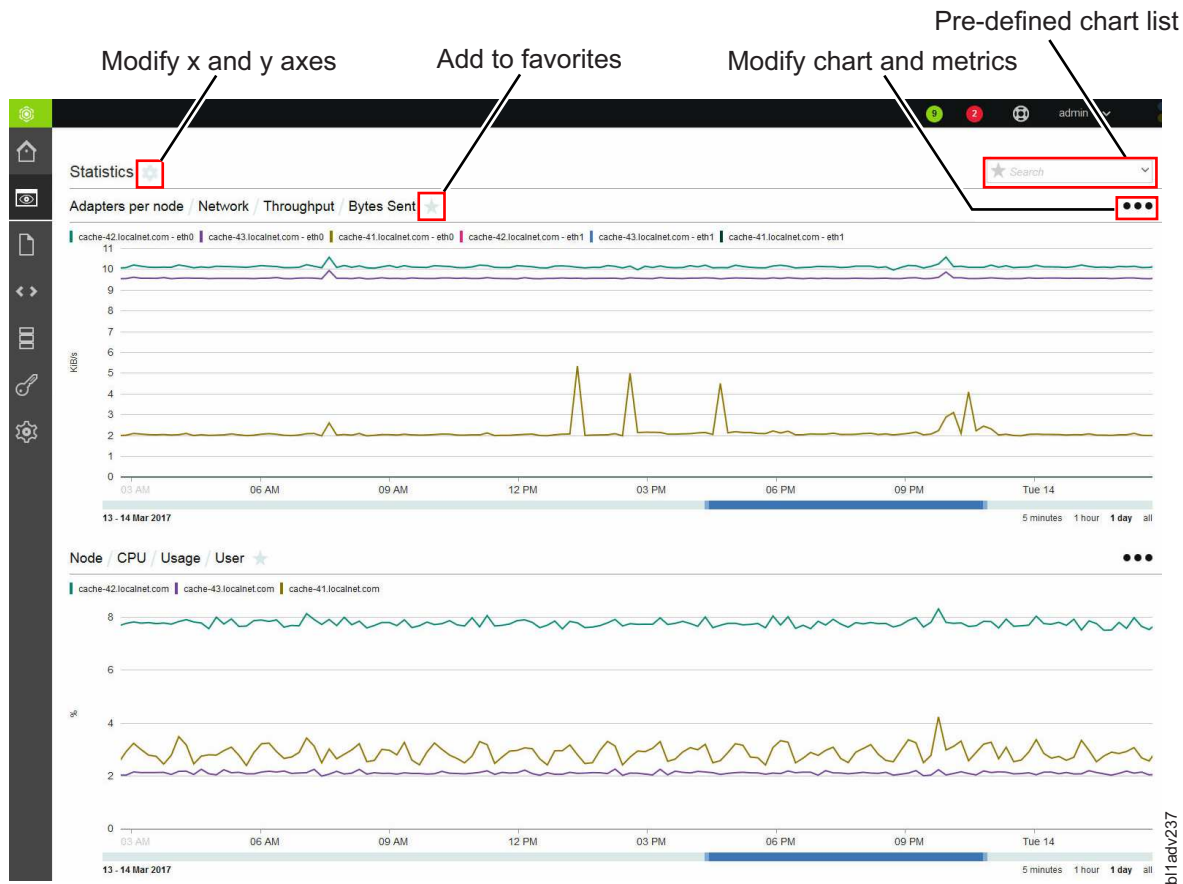 Pre-defined chart list
Modify x and y axes
Add to favorites
Modify chart and metrics
9
2
admin
Statistics
Search
Adapters per node / Network / Throughput / Bytes Sent
cache-42.localnet.com - eth0 cache-43.localnet.com - eth0 cache-41.localnet.com - eth0 cache-42.localnet.com - eth1 cache-43.localnet.com - eth1 cache-41.localnet.com - eth1
11
10
9
8
7
6
KiB/s
5
4
3
2
1
0
03 AM 06 AM 09 AM 12 PM 03 PM 06 PM 09 PM Tue 14
13 - 14 Mar 2017 5 minutes 1 hour 1 day all
Node / CPU / Usage / User
cache-42.localnet.com cache-43.localnet.com cache-41.localnet.com
8
6
%
4
2
0
03 AM 06 AM 09 AM 12 PM 03 PM 06 PM 09 PM Tue 14
13 - 14 Mar 2017 5 minutes 1 hour 1 day all
bl1adv237